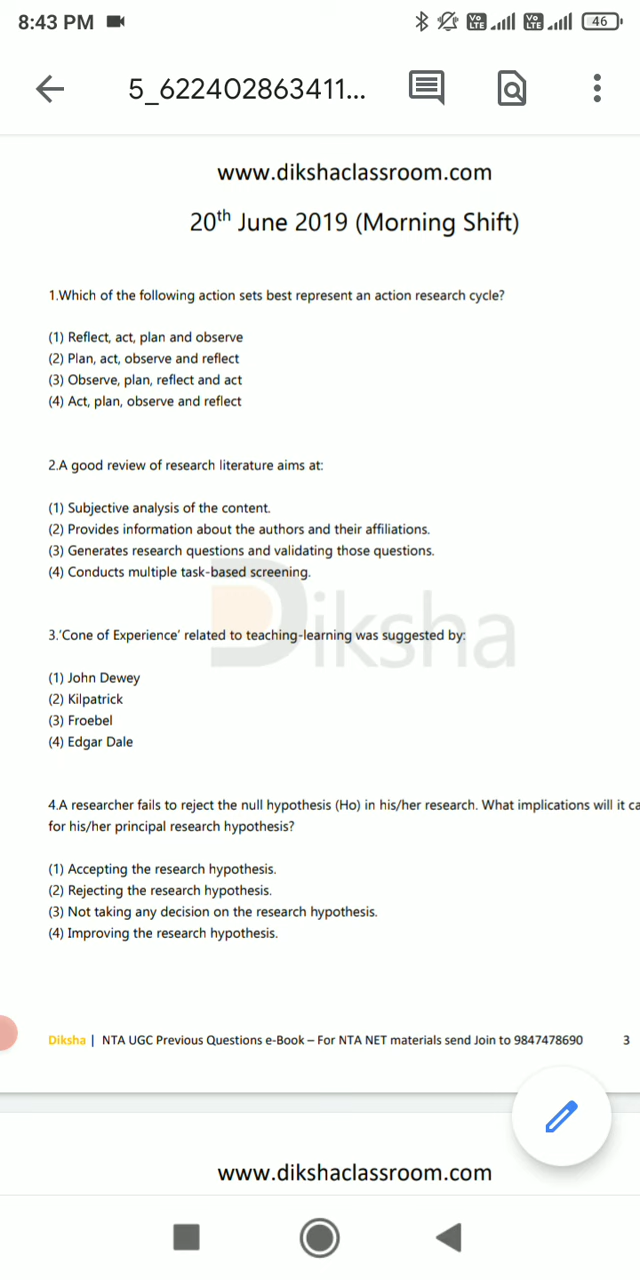 8:43 PM
Vo LTE Vo LTE 46
5_622402863411...
www.dikshaclassroom.com
20th June 2019 (Morning Shift)
1.Which of the following action sets best represent an action research cycle?
(1) Reflect, act, plan and observe
(2) Plan, act, observe and reflect
(3) Observe, plan, reflect and act
(4) Act, plan, observe and reflect
2.A good review of research literature aims at:
(1) Subjective analysis of the content.
(2) Provides information about the authors and their affiliations.
(3) Generates research questions and validating those questions.
(4) Conducts multiple task-based screening.
Diksha
3.‘Cone of Experience’ related to teaching-learning was suggested by:
(1) John Dewey
(2) Kilpatrick
(3) Froebel
(4) Edgar Dale
4.A researcher fails to reject the null hypothesis (Ho) in his/her research. What implications will it ca
for his/her principal research hypothesis?
(1) Accepting the research hypothesis.
(2) Rejecting the research hypothesis.
(3) Not taking any decision on the research hypothesis.
(4) Improving the research hypothesis.
Diksha | NTA UGC Previous Questions e-Book – For NTA NET materials send Join to 9847478690 3
www.dikshaclassroom.com